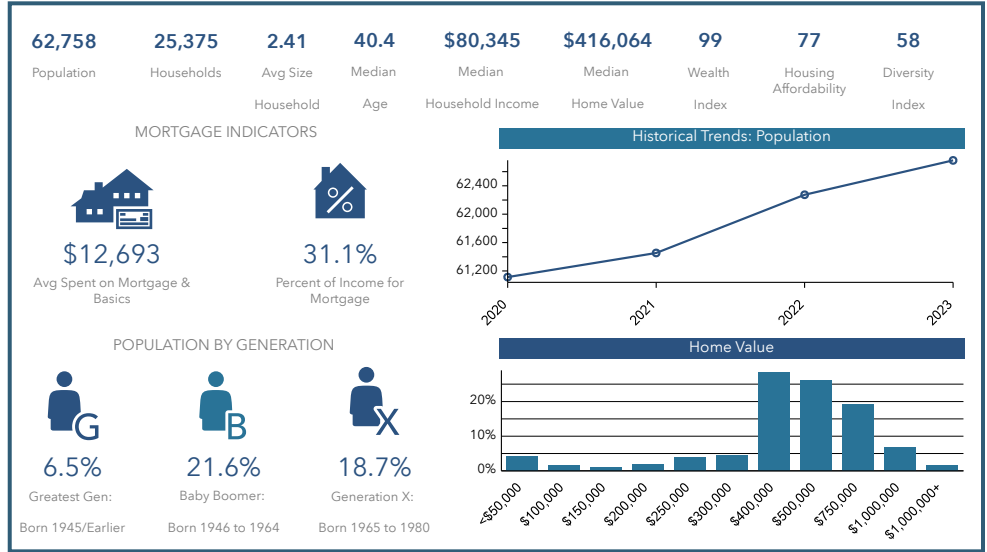 62,758 25,375 2.41 40.4 $80,345 $416,064 99 77 58
Population Households Avg Size Median Median Median Wealth Housing Diversity
Affordability
Household Age Household Income Home Value Index Index
MORTGAGE INDICATORS
$12,693
Avg Spent on Mortgage &
Basics
%
31.1%
Percent of Income for
Mortgage
Historical Trends: Population
62,400
62,000
61,600
61,200
2020 2021 2022 2023
POPULATION BY GENERATION
G
6.5%
Greatest Gen:
Born 1945/Earlier
B
21.6%
Baby Boomer:
Born 1946 to 1964
X
18.7%
Generation X:
Born 1965 to 1980
Home Value
20%
10%
0%
<$50,000 $100,000 $150,000 $200,000 $250,000 $300,000 $400,000 $500,000 $750,000 $1,000,000 $1,000,000+